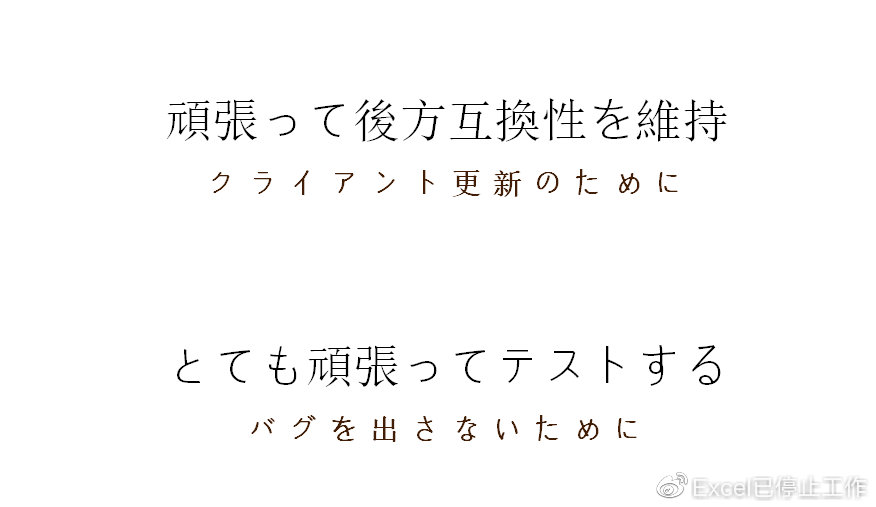 頑張って後方互換性を維持
クライアント更新のために
とても頑張ってテストする
バグを出さないために
Excel已停止工作